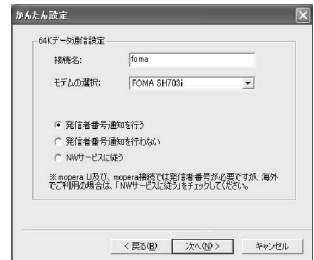 かんたん設定
64Kデータ通信設定
接続名: foma
モデムの選択: FOMA SH703i
発信者番号通知を行う
発信者番号通知を行わない
NWサービスに従う
※mopera U及び、mopera接続では発信者番号が必要ですが、海外
でご利用の場合は、「NWサービスに従う」をチェックしてください。
< 戻る(B) 次へ(N) > キャンセル